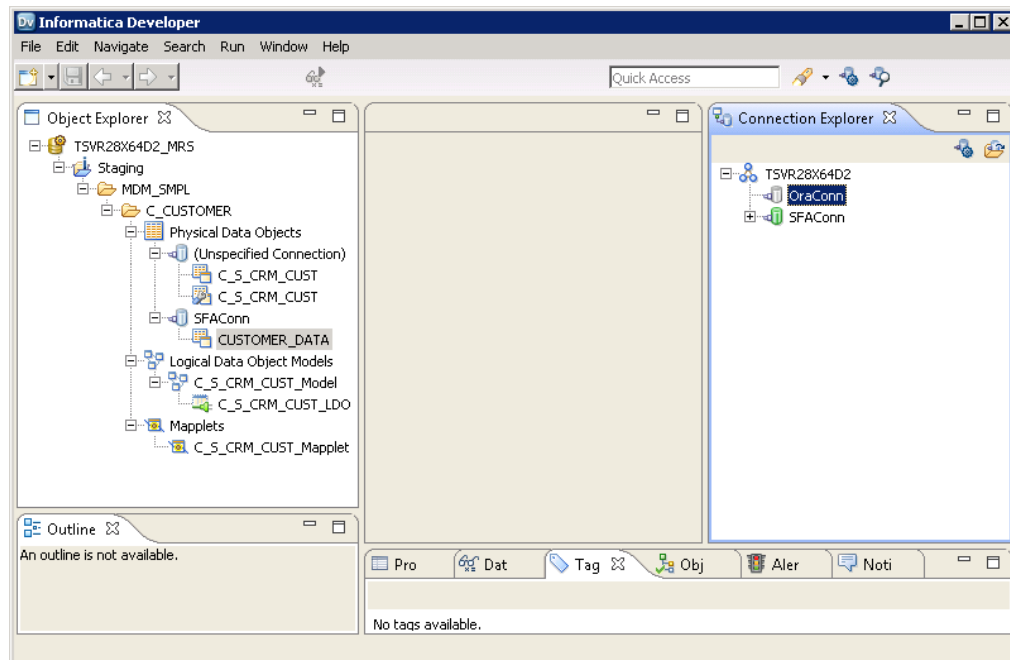 Informatica Developer
File Edit Navigate Search Run Window Help
Quick Access
Object Explorer
TSVR28X64D2_MRS
Staging
MDM_SMPL
C_CUSTOMER
Physical Data Objects
(Unspecified Connection)
C_S_CRM_CUST
C_S_CRM_CUST
SFAConn
CUSTOMER_DATA
Logical Data Object Models
C_S_CRM_CUST_Model
C_S_CRM_CUST_LDO
Mapplets
C_S_CRM_CUST_Mapplet
Connection Explorer
TSVR28X64D2
OraConn
SFAConn
Outline
An outline is not available.
Pro Dat Tag Obj Aler Noti
No tags available.